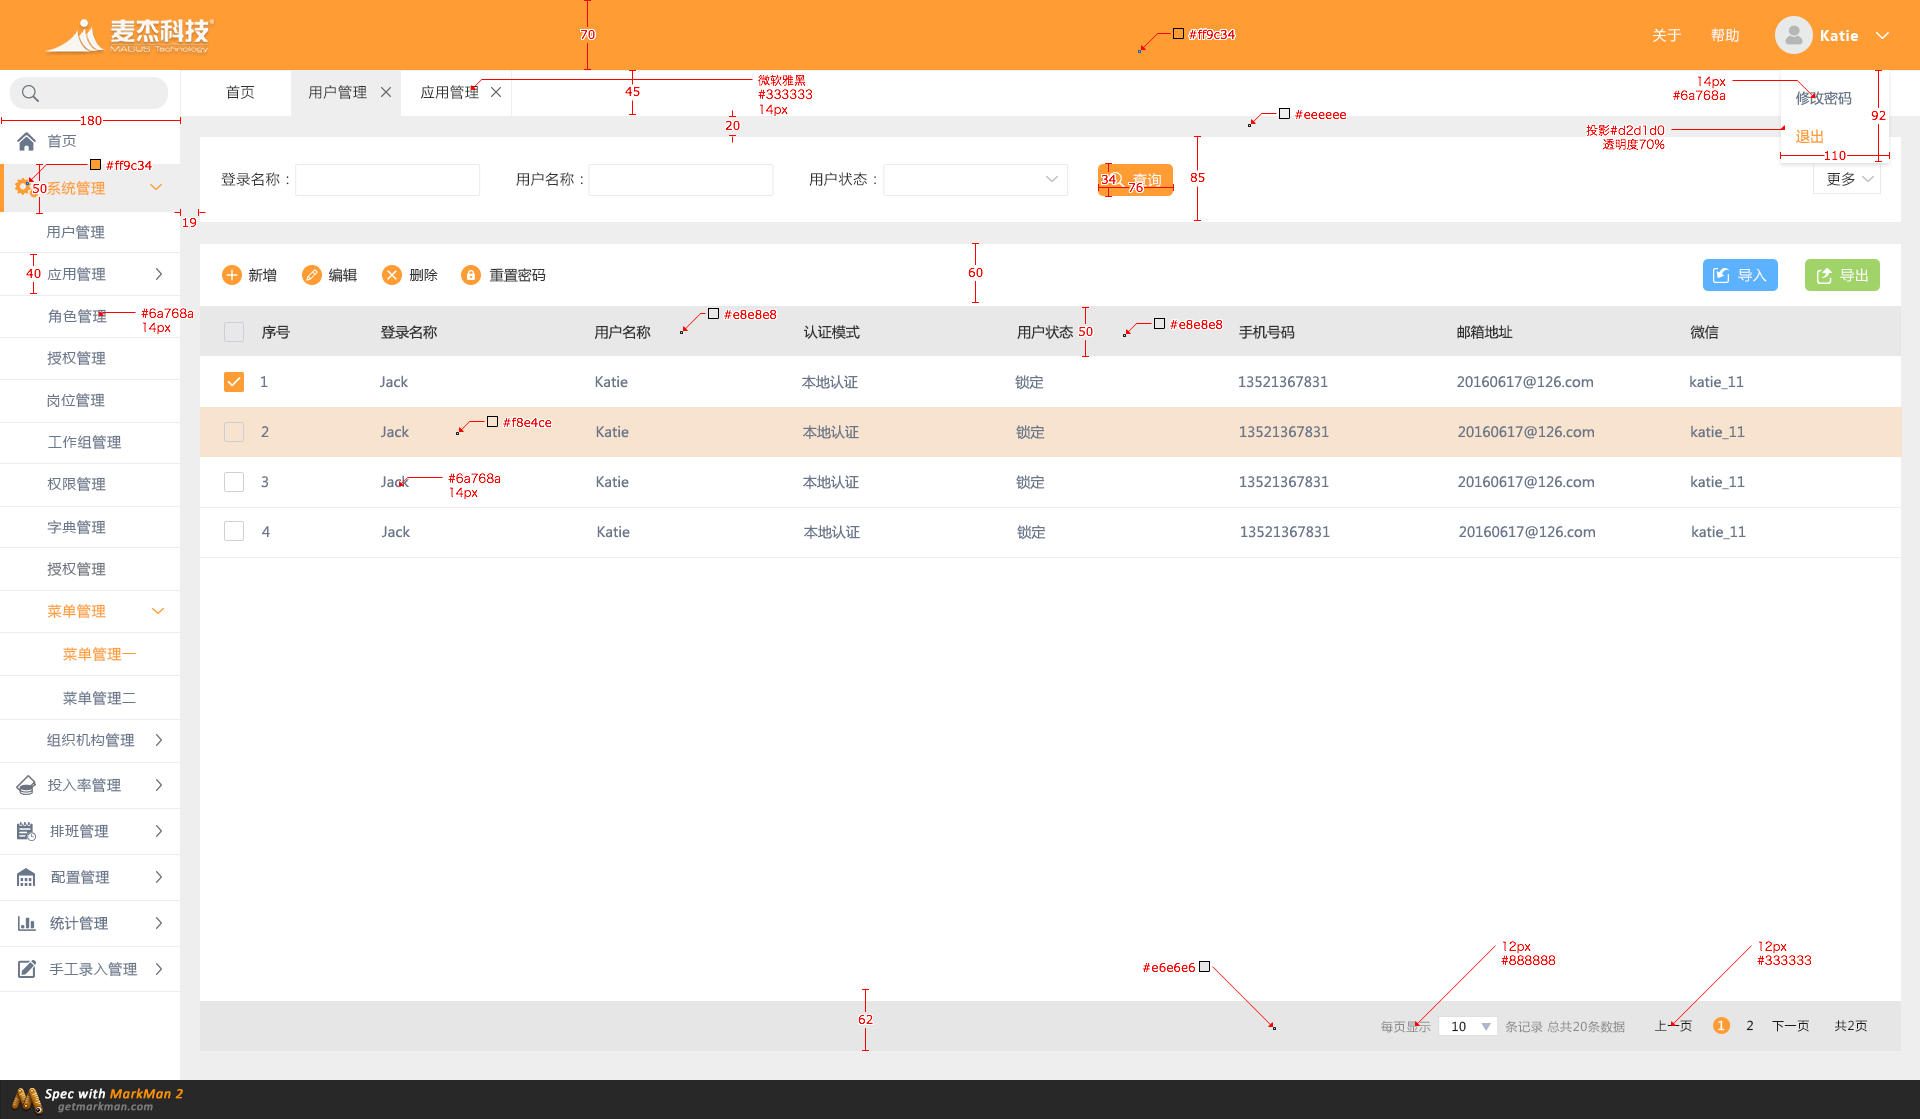 麦杰科技
MAGUS Technology
70
#ff9c34
关于
帮助
Katie
首页
用户管理
应用管理
微软雅黑
#333333
14px
45
20
#eeeeee
14px
#6a768a
修改密码
92
投影#d2d1d0
透明度70%
退出
110
180
首页
#ff9c34
50
系统管理
19
用户管理
40
应用管理
角色管理
#6a768a
14px
授权管理
岗位管理
工作组管理
权限管理
字典管理
授权管理
菜单管理
菜单管理一
菜单管理二
组织机构管理
投入率管理
排班管理
配置管理
统计管理
手工录入管理
登录名称：
用户名称：
用户状态：
34
查询
76
85
更多
新增
编辑
删除
重置密码
60
导入
导出
序号 登录名称 用户名称 #e8e8e8 认证模式 用户状态 50 #e8e8e8 手机号码 邮箱地址 微信
1 Jack Katie 本地认证 锁定 13521367831 20160617@126.com katie_11
2 Jack #f8e4ce Katie 本地认证 锁定 13521367831 20160617@126.com katie_11
3 Jack #6a768a Katie 本地认证 锁定 13521367831 20160617@126.com katie_11
14px
4 Jack Katie 本地认证 锁定 13521367831 20160617@126.com katie_11
12px
#888888
12px
#333333
#e6e6e6
62
每页显示 10 条记录 总共20条数据 上一页 1 2 下一页 共2页
Spec with MarkMan 2
getmarkman.com